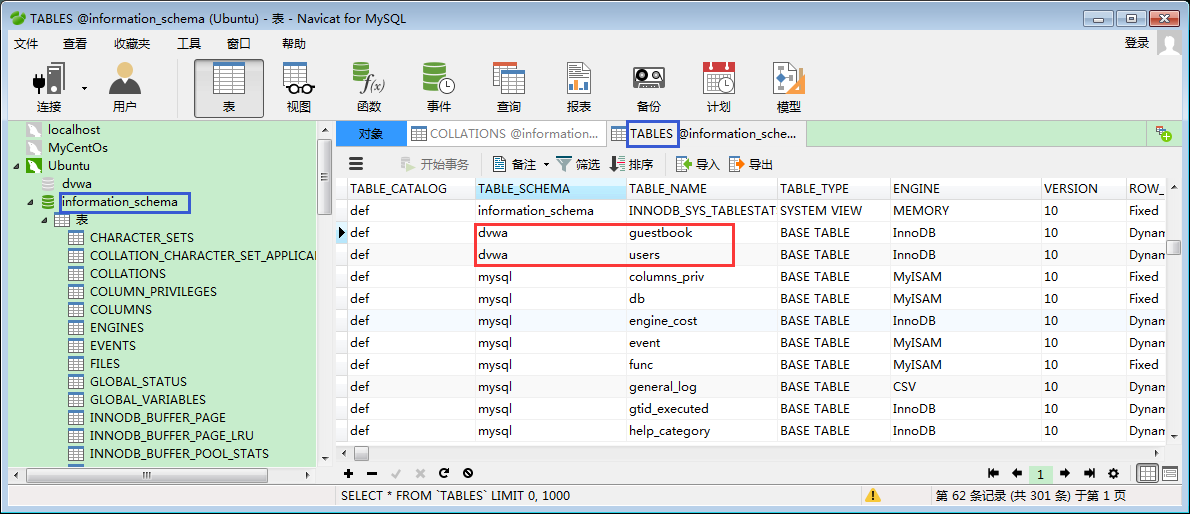 TABLES @information_schema (Ubuntu) - 表 - Navicat for MySQL
文件 查看 收藏夹 工具 窗口 帮助 登录
连接 用户 表 视图 函数 事件 查询 报表 备份 计划 模型
localhost
MyCentOs
Ubuntu
dvwa
information_schema
表
CHARACTER_SETS
COLLATION_CHARACTER_SET_APPLICAI
COLLATIONS
COLUMN_PRIVILEGES
COLUMNS
ENGINES
EVENTS
FILES
GLOBAL_STATUS
GLOBAL_VARIABLES
INNODB_BUFFER_PAGE
INNODB_BUFFER_PAGE_LRU
INNODB_BUFFER_POOL_STATS
对象 COLLATIONS @information... TABLES @information_sche...
开始事务 备注 筛选 排序 导入 导出
TABLE_CATALOG TABLE_SCHEMA TABLE_NAME TABLE_TYPE ENGINE VERSION ROW_
def information_schema INNODB_SYS_TABLESTAT SYSTEM VIEW MEMORY 10 Fixed
def dvwa guestbook BASE TABLE InnoDB 10 Dynam
def dvwa users BASE TABLE InnoDB 10 Dynam
def mysql columns_priv BASE TABLE MyISAM 10 Fixed
def mysql db BASE TABLE MyISAM 10 Fixed
def mysql engine_cost BASE TABLE InnoDB 10 Dynam
def mysql event BASE TABLE MyISAM 10 Dynam
def mysql func BASE TABLE MyISAM 10 Fixed
def mysql general_log BASE TABLE CSV 10 Dynam
def mysql gtid_executed BASE TABLE InnoDB 10 Dynam
def mysql help_category BASE TABLE InnoDB 10 Dynam
1
SELECT * FROM `TABLES` LIMIT 0, 1000 第 62 条记录 (共 301 条) 于第 1 页